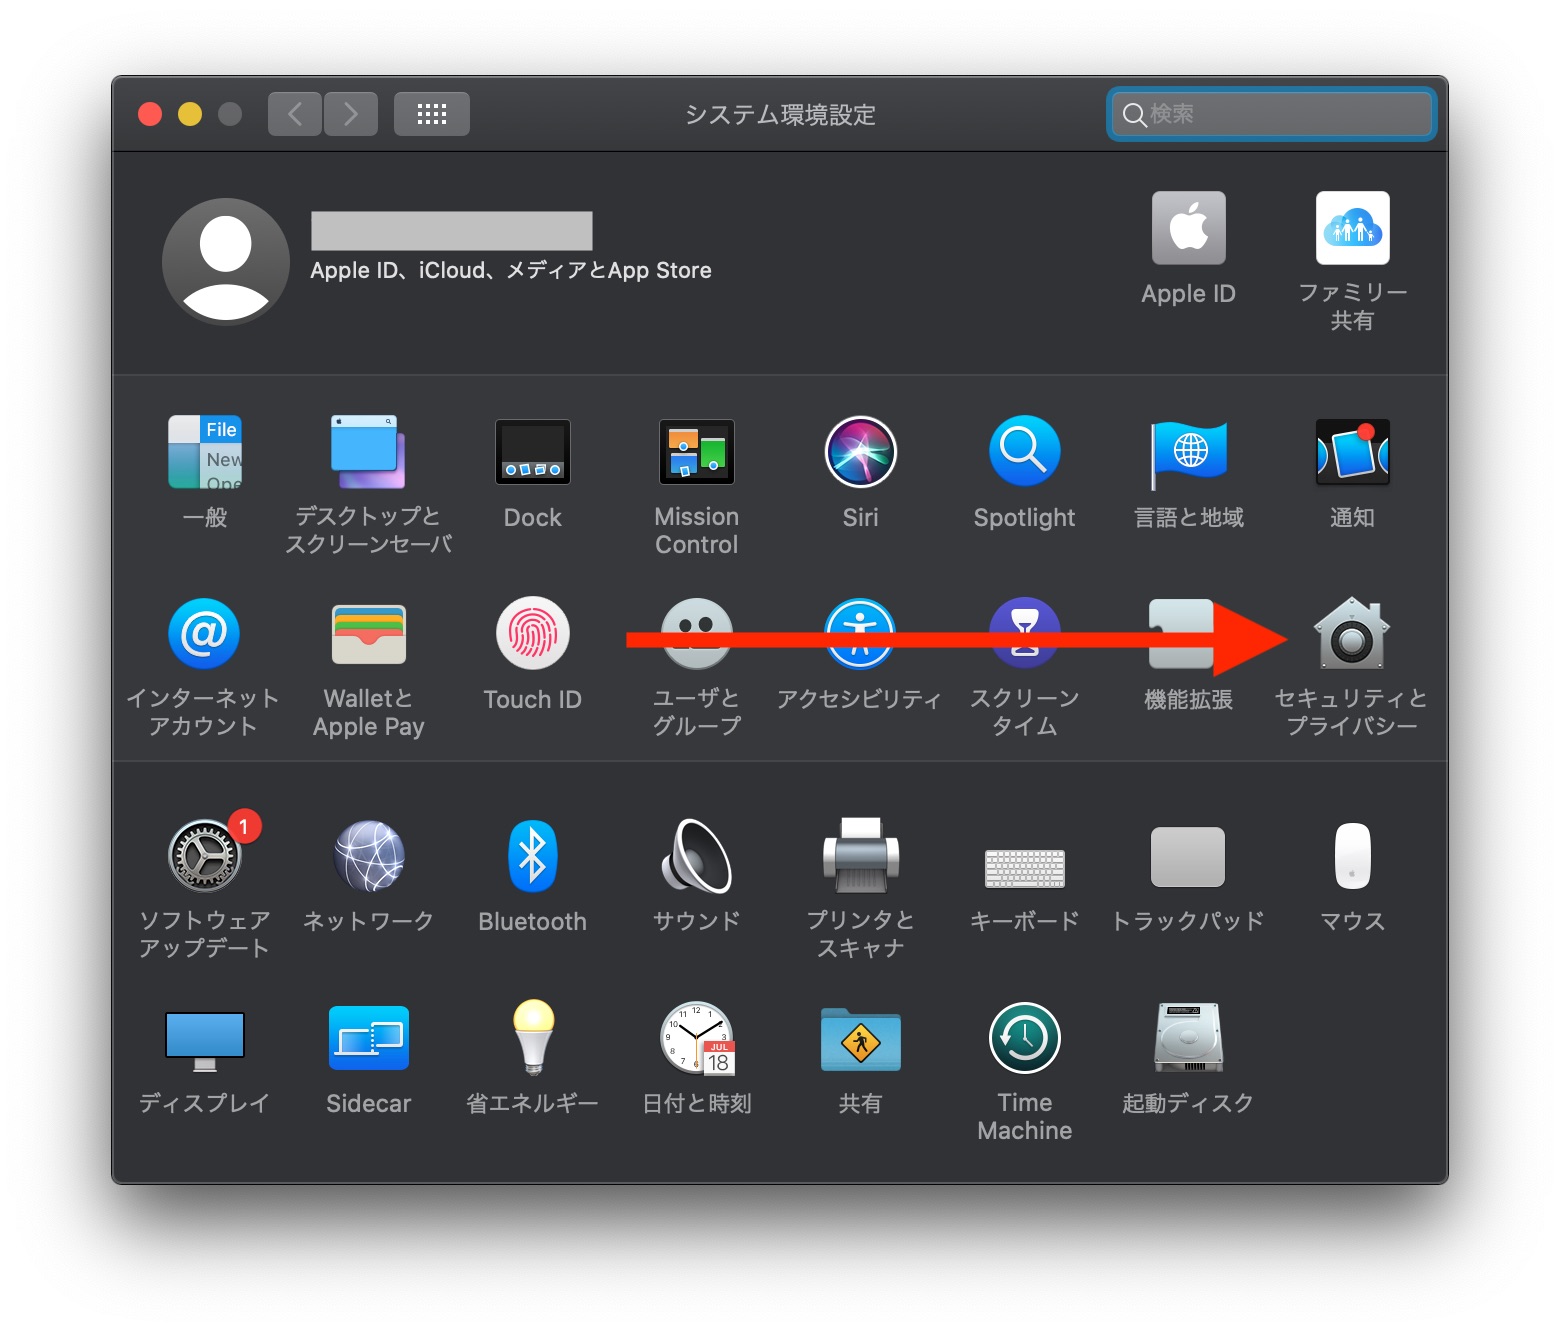 システム環境設定
検索
Apple ID、iCloud、メディアとApp Store
Apple ID
ファミリー
共有
File
New
Ope
一般
デスクトップと
スクリーンセーバ
Dock
Mission
Control
Siri
Spotlight
言語と地域
通知
@
インターネット
アカウント
Walletと
Apple Pay
Touch ID
ユーザと
グループ
アクセシビリティ
スクリーン
タイム
機能拡張
セキュリティと
プライバシー
1
ソフトウェア
アップデート
ネットワーク
Bluetooth
サウンド
プリンタと
スキャナ
キーボード
トラックパッド
マウス
ディスプレイ
Sidecar
省エネルギー
JUL
18
日付と時刻
共有
Time
Machine
起動ディスク